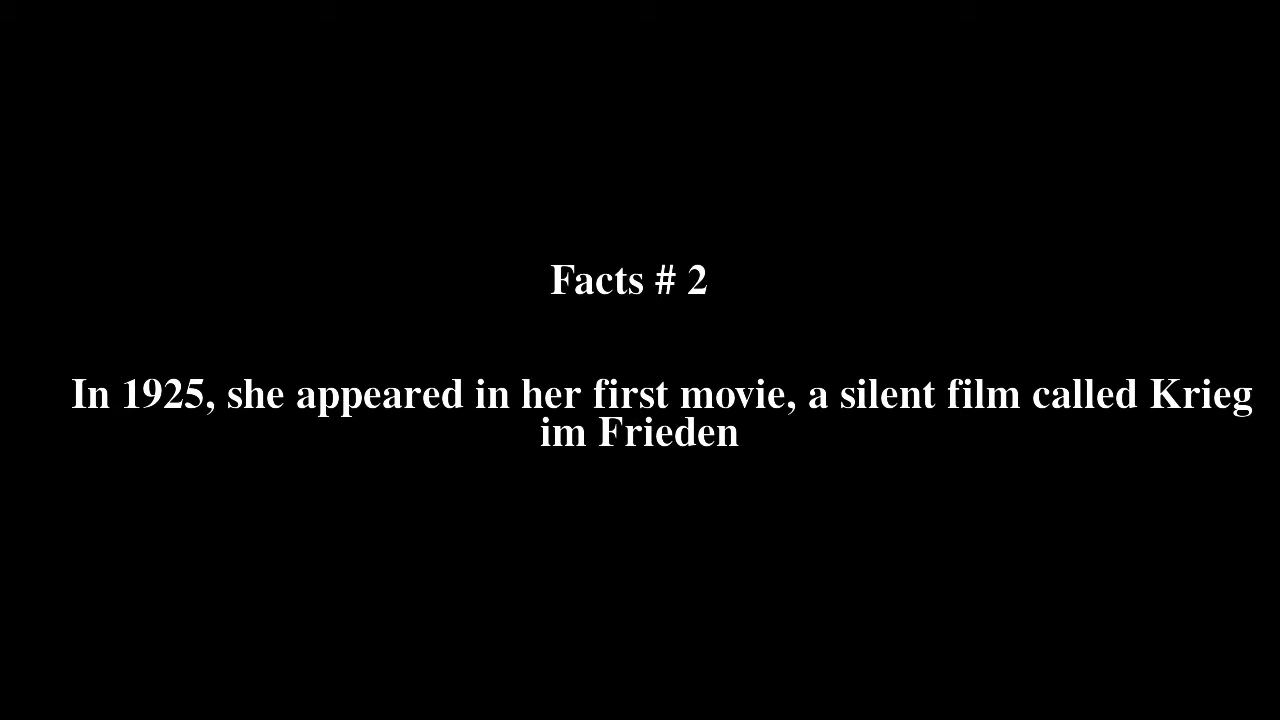 Facts # 2
In 1925, she appeared in her first movie, a silent film called Krieg
im Frieden